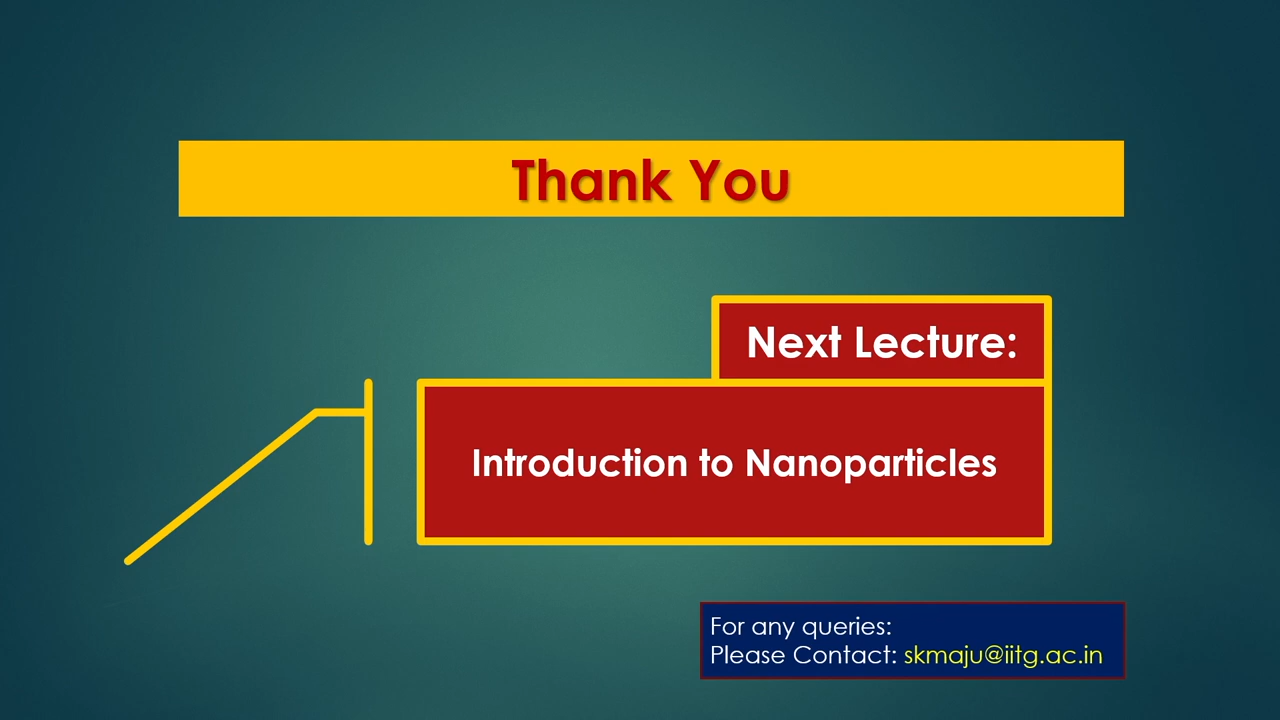 Thank You
Next Lecture:
Introduction to Nanoparticles
For any queries:
Please Contact: skmaju@iitg.ac.in